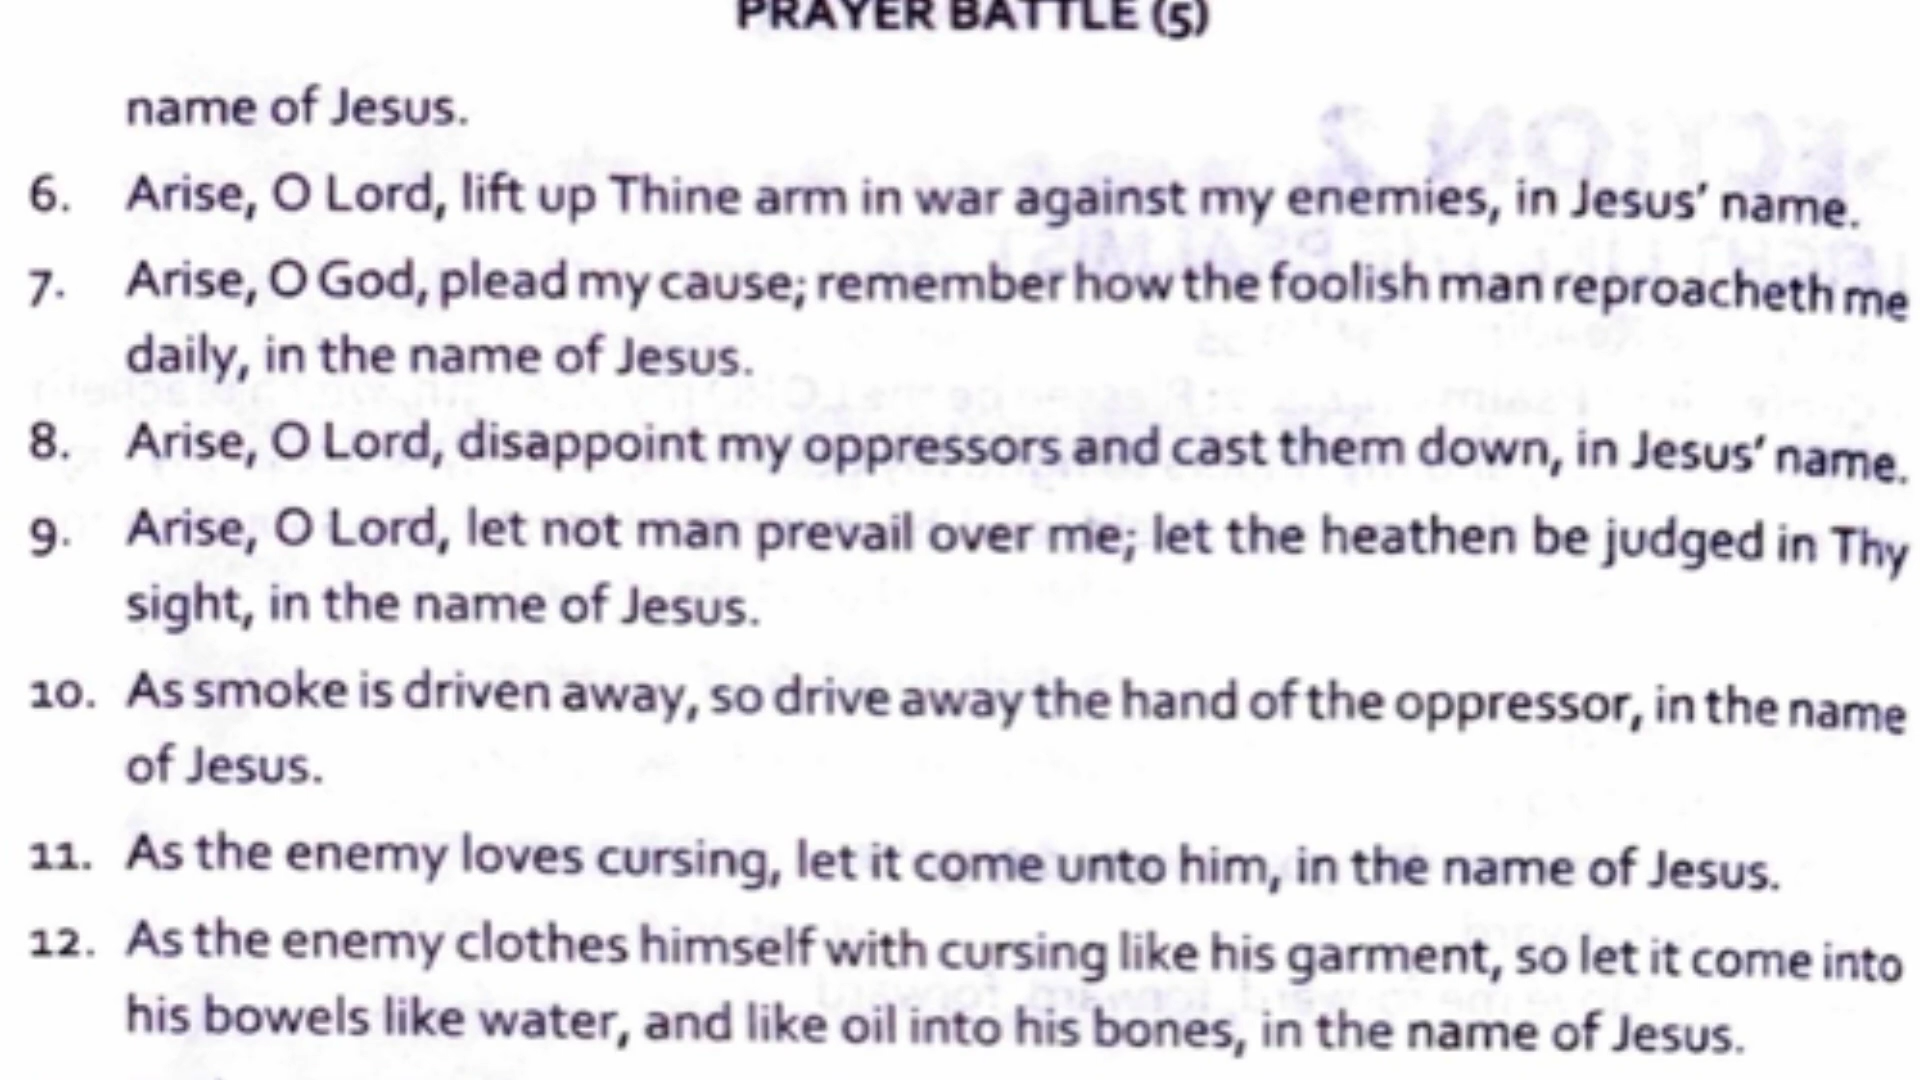 PRAYER BATTLE (5)
name of Jesus.
6. Arise, O Lord, lift up Thine arm in war against my enemies, in Jesus' name.
7. Arise, O God, plead my cause; remember how the foolish man reproacheth me
daily, in the name of Jesus.
8. Arise, O Lord, disappoint my oppressors and cast them down, in Jesus' name.
9. Arise, O Lord, let not man prevail over me; let the heathen be judged in Thy
sight, in the name of Jesus.
10. As smoke is driven away, so drive away the hand of the oppressor, in the name
of Jesus.
11. As the enemy loves cursing, let it come unto him, in the name of Jesus.
12. As the enemy clothes himself with cursing like his garment, so let it come into
his bowels like water, and like oil into his bones, in the name of Jesus.